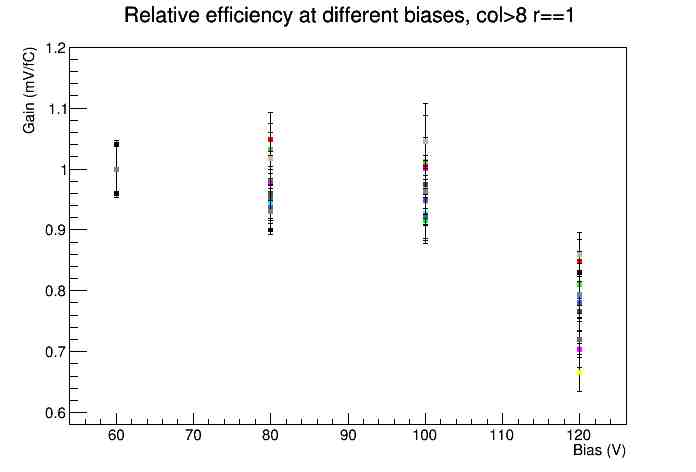 Relative efficiency at different biases, col>8 r==1
Gain (mV/fC)
1.2
1.1
1
0.9
0.8
0.7
0.6
60 70 80 90 100 110 120
Bias (V)